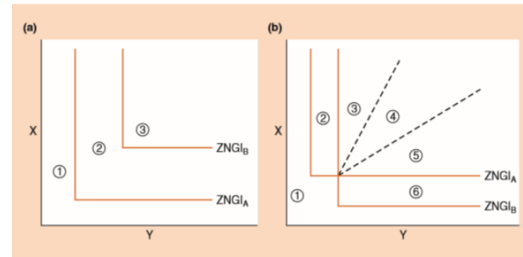 (a)
X
①
②
③
ZNGI_B
ZNGI_A
Y
(b)
X
①
②
③
④
⑤
⑥
ZNGI_A
ZNGI_B
Y